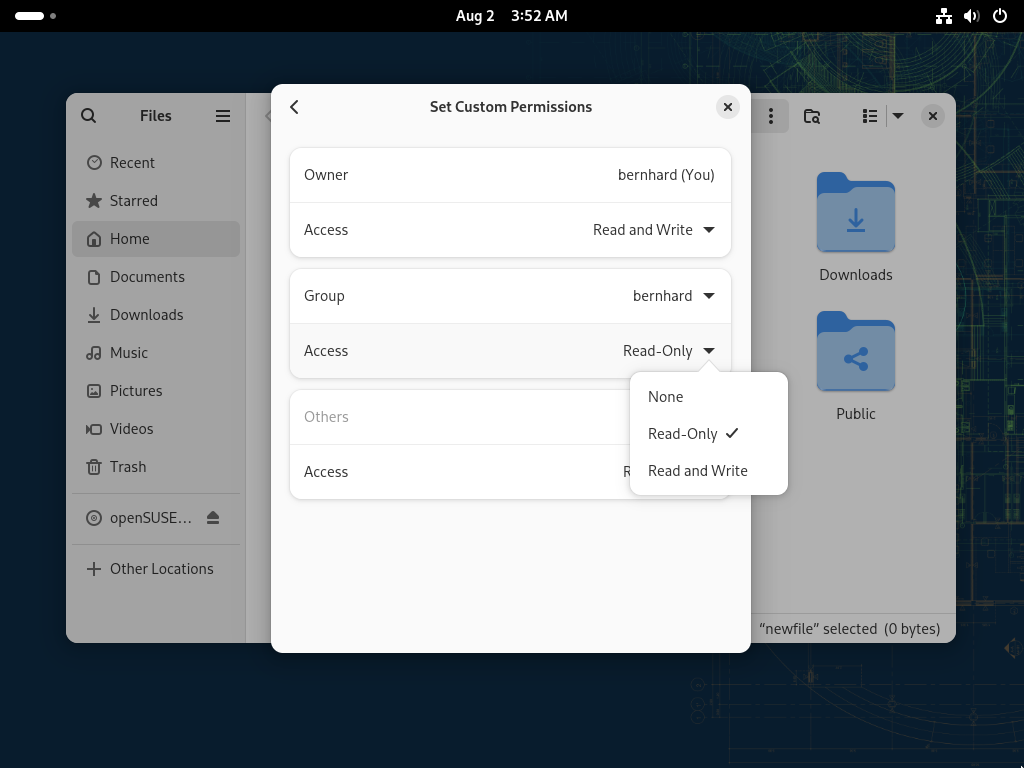 Aug 2 3:52 AM
Files
Set Custom Permissions
Recent
Starred
Home
Documents
Downloads
Music
Pictures
Videos
Trash
openSUSE…
Other Locations
Owner bernhard (You)
Access Read and Write
Group bernhard
Access Read-Only
None
Read-Only
Read and Write
Others
Access
Downloads
Public
“newfile” selected (0 bytes)